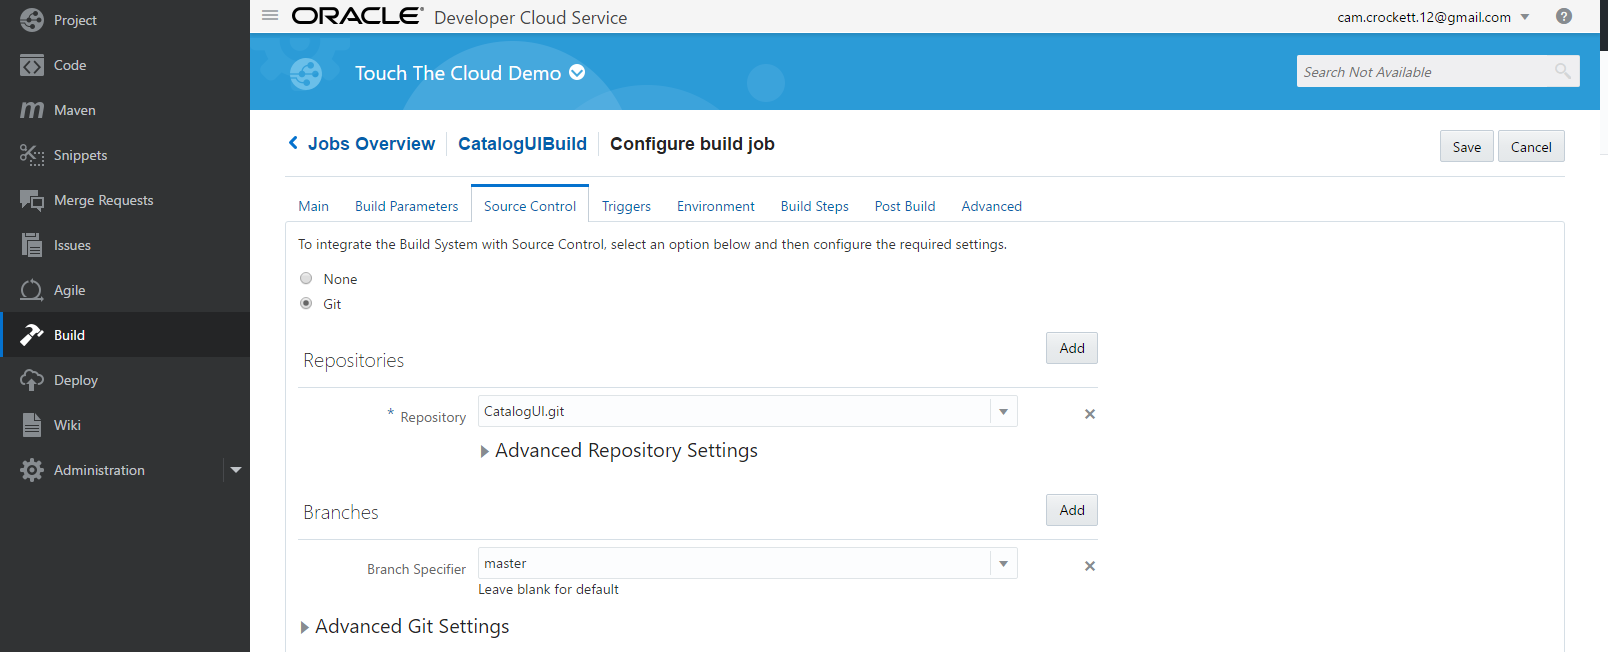 Project
Code
Maven
Snippets
Merge Requests
Issues
Agile
Build
Deploy
Wiki
Administration
ORACLE® Developer Cloud Service
cam.crockett.12@gmail.com
Touch The Cloud Demo
Search Not Available
Jobs Overview CatalogUIBuild Configure build job
Save Cancel
Main Build Parameters Source Control Triggers Environment Build Steps Post Build Advanced
To integrate the Build System with Source Control, select an option below and then configure the required settings.
None
Git
Repositories Add
* Repository CatalogUI.git
Advanced Repository Settings
Branches Add
Branch Specifier master
Leave blank for default
Advanced Git Settings